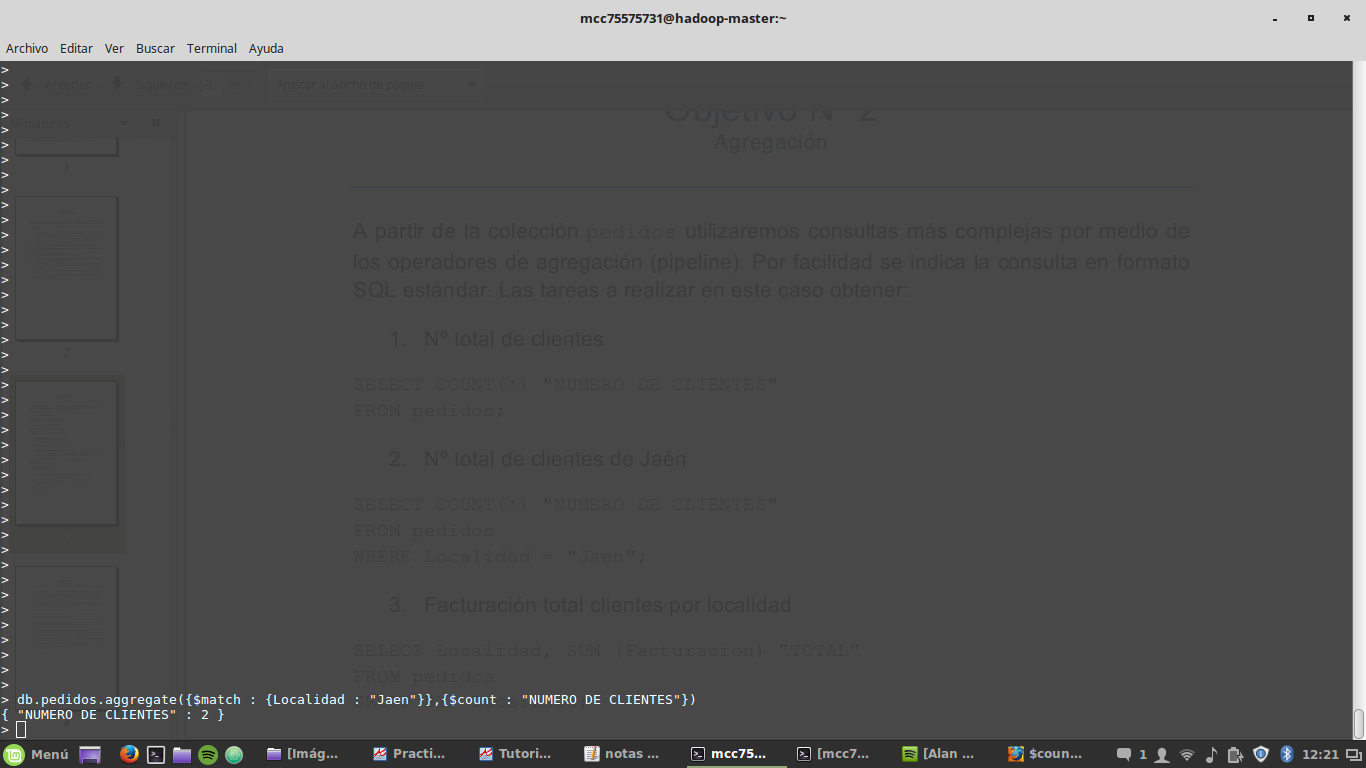 mcc75575731@hadoop-master:~
Archivo Editar Ver Buscar Terminal Ayuda
Anterior Siguiente 3 Ajustar al ancho de página
Miniaturas
1
2
Objetivo Nº 2
Agregación
A partir de la colección pedidos utilizaremos consultas más complejas por medio de
los operadores de agregación (pipeline). Por facilidad se indica la consulta en formato
SQL estándar. Las tareas a realizar en este caso obtener:
1. Nº total de clientes
SELECT COUNT(*) "NUMERO DE CLIENTES"
FROM pedidos;
2. Nº total de clientes de Jaén
SELECT COUNT(*) "NUMERO DE CLIENTES"
FROM pedidos
WHERE Localidad = "Jaen";
3. Facturación total clientes por localidad
SELECT Localidad, SUM (Facturacion) "TOTAL"
FROM pedidos
> db.pedidos.aggregate({$match : {Localidad : "Jaen"}},{$count : "NUMERO DE CLIENTES"})
{ "NUMERO DE CLIENTES" : 2 }
>
Menú [Imág... Practi... Tutori... notas ... mcc75... [mcc7... [Alan ... $coun... 1 12:21